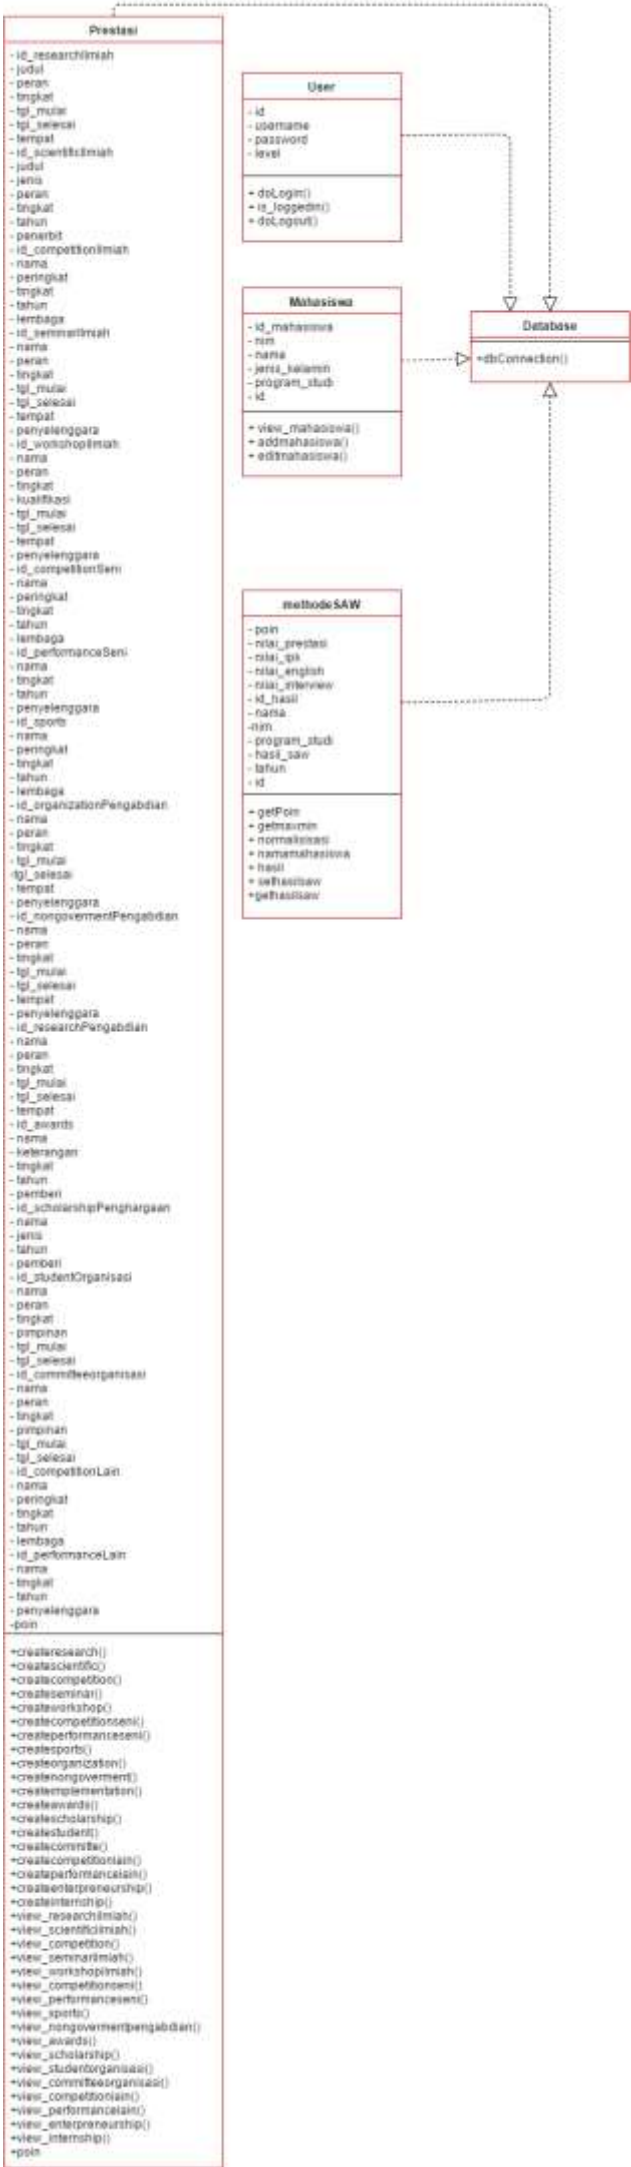 Prestasi
- id_researchIlmiah
- judul
- peran
- tingkat
- tgl_mulai
- tgl_selesai
- tempat
- id_scientificIlmiah
- judul
- jenis
- peran
- tingkat
- tahun
- penerbit
- id_competitionIlmiah
- nama
- peringkat
- tingkat
- tahun
- lembaga
- id_seminarIlmiah
- nama
- peran
- tingkat
- tgl_mulai
- tgl_selesai
- tempat
- penyelenggara
- id_workshopIlmiah
- nama
- peran
- tingkat
- kualifikasi
- tgl_mulai
- tgl_selesai
- tempat
- penyelenggara
- id_competitionSeni
- nama
- peringkat
- tingkat
- tahun
- lembaga
- id_performanceSeni
- nama
- tingkat
- tahun
- penyelenggara
- id_sports
- nama
- peringkat
- tingkat
- tahun
- lembaga
- id_organizationPengabdian
- nama
- peran
- tingkat
- tgl_mulai
-tgl_selesai
- tempat
- penyelenggara
- id_nongovermentPengabdian
- nama
- peran
- tingkat
- tgl_mulai
- tgl_selesai
- tempat
- penyelenggara
- id_researchPengabdian
- nama
- peran
- tingkat
- tgl_mulai
- tgl_selesai
- tempat
- id_awards
- nama
- keterangan
- tingkat
- tahun
- pemberi
- id_scholarshipPenghargaan
- nama
- jenis
- tahun
- pemberi
- id_studentOrganisasi
- nama
- peran
- tingkat
- pimpinan
- tgl_mulai
- tgl_selesai
- id_committeeorganisasi
- nama
- peran
- tingkat
- pimpinan
- tgl_mulai
- tgl_selesai
- id_competitionLain
- nama
- peringkat
- tingkat
- tahun
- lembaga
- id_performanceLain
- nama
- tingkat
- tahun
- penyelenggara
-poin
+createresearch()
+createscientific()
+createcompetition()
+createseminar()
+createworkshop()
+createcompetitionseni()
+createperformanceseni()
+createsports()
+createorganization()
+createnongoverment()
+createimplementation()
+createawards()
+createscholarship()
+createstudent()
+createcommitte()
+createcompetitionlain()
+createperformancelain()
+createenterpreneurship()
+createinternship()
+view_researchilmiah()
+view_scientificilmiah()
+view_competition()
+view_seminarilmiah()
+view_workshopilmiah()
+view_competitionseni()
+view_performanceseni()
+view_sports()
+view_nongovermentpengabdian()
+view_awards()
+view_scholarship()
+view_studentorganisasi()
+view_committeeorganisasi()
+view_competitionlain()
+view_performancelain()
+view_enterpreneurship()
+view_internship()
+poin
User
- id
- username
- password
- level
+ doLogin()
+ is_loggedin()
+ doLogout()
Mahasiswa
- id_mahasiswa
- nim
- nama
- jenis_kelamin
- program_studi
- id
+ view_mahasiswa()
+ addmahasiswa()
+ editmahasiswa()
Database
+dbConnection()
methodeSAW
- poin
- nilai_prestasi
- nilai_ipk
- nilai_english
- nilai_interview
- id_hasil
- nama
-nim
- program_studi
- hasil_saw
- tahun
- id
+ getPoin
+ getmaxmin
+ normalisisasi
+ namamahasiswa
+ hasil
+ sethasilsaw
+gethasilsaw